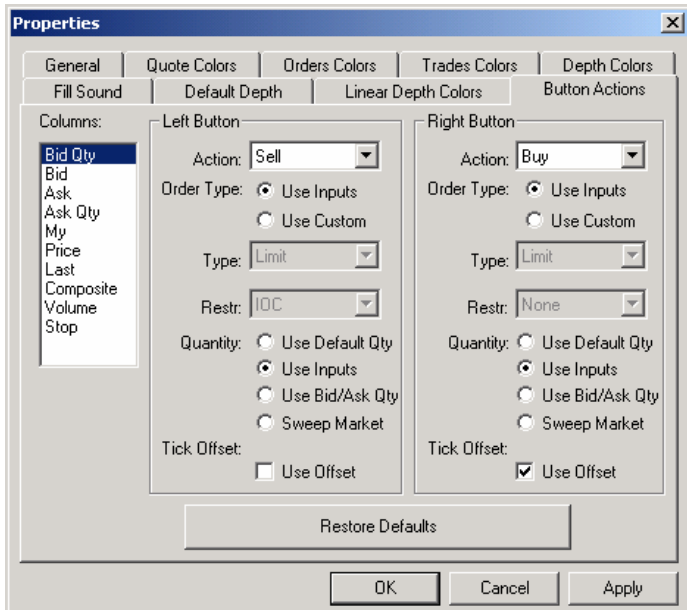 Properties
General
Quote Colors
Orders Colors
Trades Colors
Depth Colors
Fill Sound
Default Depth
Linear Depth Colors
Button Actions
Columns:
Bid Qty
Bid
Ask
Ask Qty
My
Price
Last
Composite
Volume
Stop
Left Button
Action: Sell
Order Type: Use Inputs
Use Custom
Type: Limit
Restr: IOC
Quantity: Use Default Qty
Use Inputs
Use Bid/Ask Qty
Sweep Market
Tick Offset:
Use Offset
Right Button
Action: Buy
Order Type: Use Inputs
Use Custom
Type: Limit
Restr: None
Quantity: Use Default Qty
Use Inputs
Use Bid/Ask Qty
Sweep Market
Tick Offset:
Use Offset
Restore Defaults
OK
Cancel
Apply